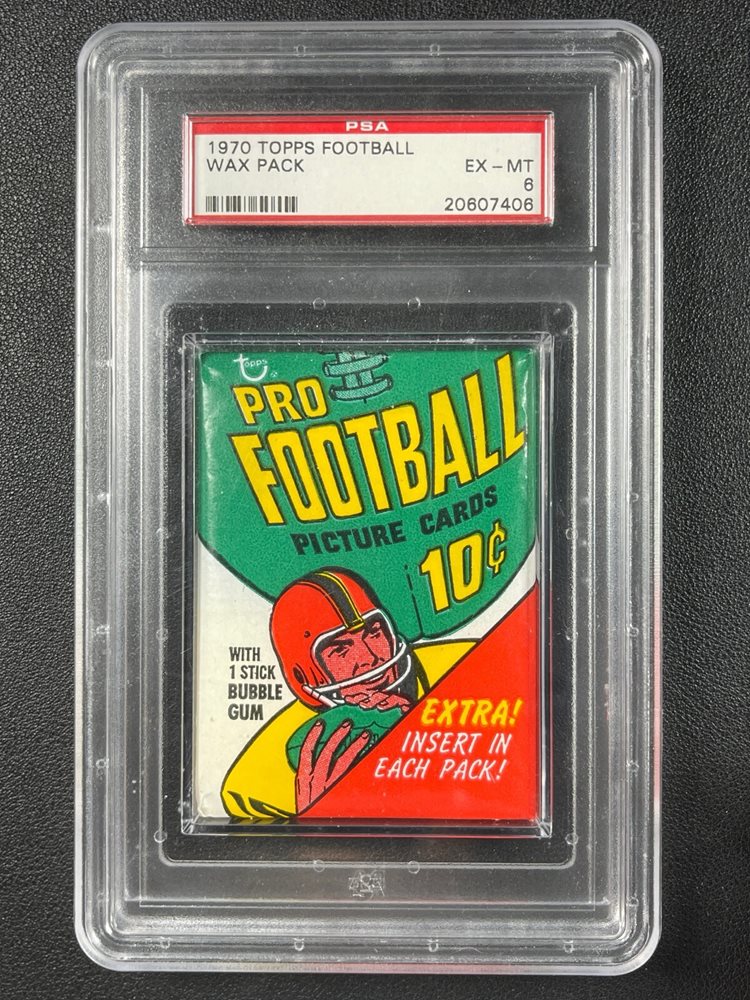 PSA
1970 TOPPS FOOTBALL
WAX PACK EX - MT
6
20607406
Topps
PRO
FOOTBALL
PICTURE CARDS
10¢
WITH
1 STICK
BUBBLE
GUM
EXTRA!
INSERT IN
EACH PACK!
PSA